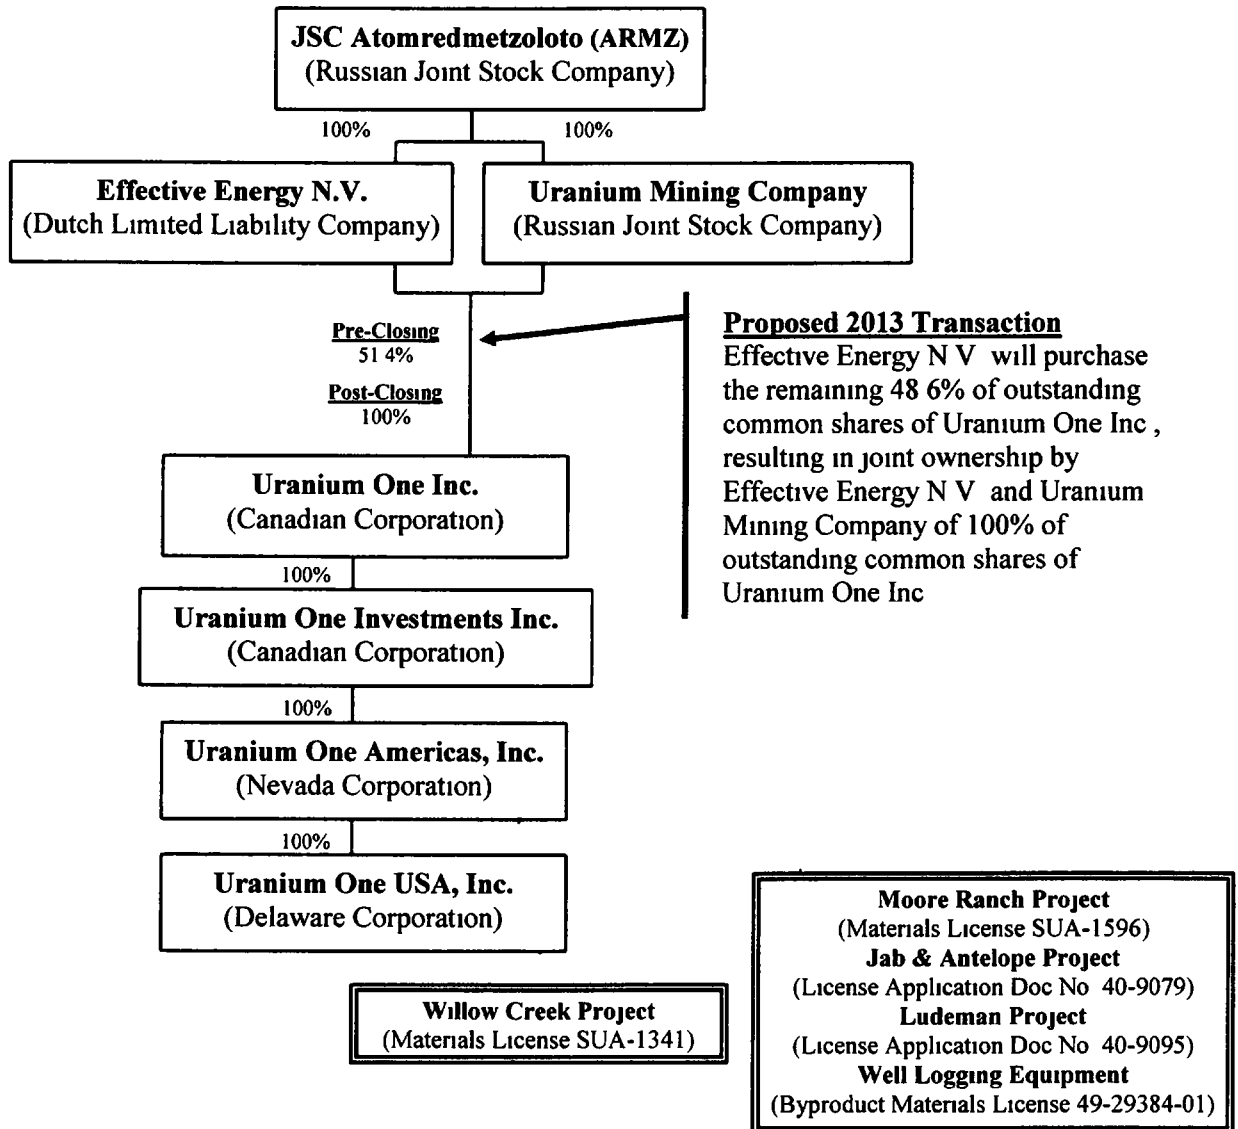 JSC Atomredmetzoloto (ARMZ)
(Russian Joint Stock Company)
100%
100%
Effective Energy N.V.
(Dutch Limited Liability Company)
Uranium Mining Company
(Russian Joint Stock Company)
Pre-Closing
51 4%
Post-Closing
100%
Proposed 2013 Transaction
Effective Energy N V will purchase
the remaining 48 6% of outstanding
common shares of Uranium One Inc ,
resulting in joint ownership by
Effective Energy N V and Uranium
Mining Company of 100% of
outstanding common shares of
Uranium One Inc
Uranium One Inc.
(Canadian Corporation)
100%
Uranium One Investments Inc.
(Canadian Corporation)
100%
Uranium One Americas, Inc.
(Nevada Corporation)
100%
Uranium One USA, Inc.
(Delaware Corporation)
Willow Creek Project
(Materials License SUA-1341)
Moore Ranch Project
(Materials License SUA-1596)
Jab & Antelope Project
(License Application Doc No 40-9079)
Ludeman Project
(License Application Doc No 40-9095)
Well Logging Equipment
(Byproduct Materials License 49-29384-01)